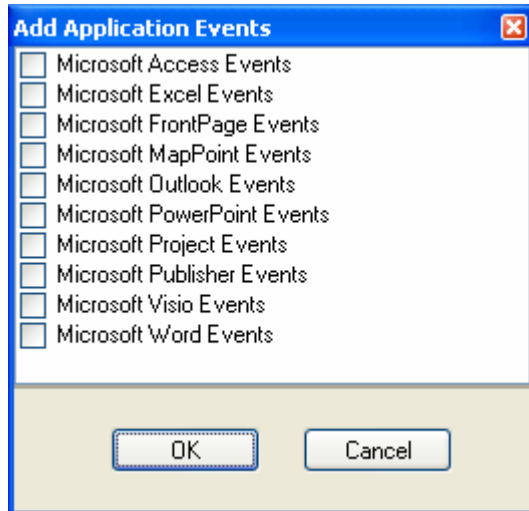 Add Application Events
Microsoft Access Events
Microsoft Excel Events
Microsoft FrontPage Events
Microsoft MapPoint Events
Microsoft Outlook Events
Microsoft PowerPoint Events
Microsoft Project Events
Microsoft Publisher Events
Microsoft Visio Events
Microsoft Word Events
OK Cancel